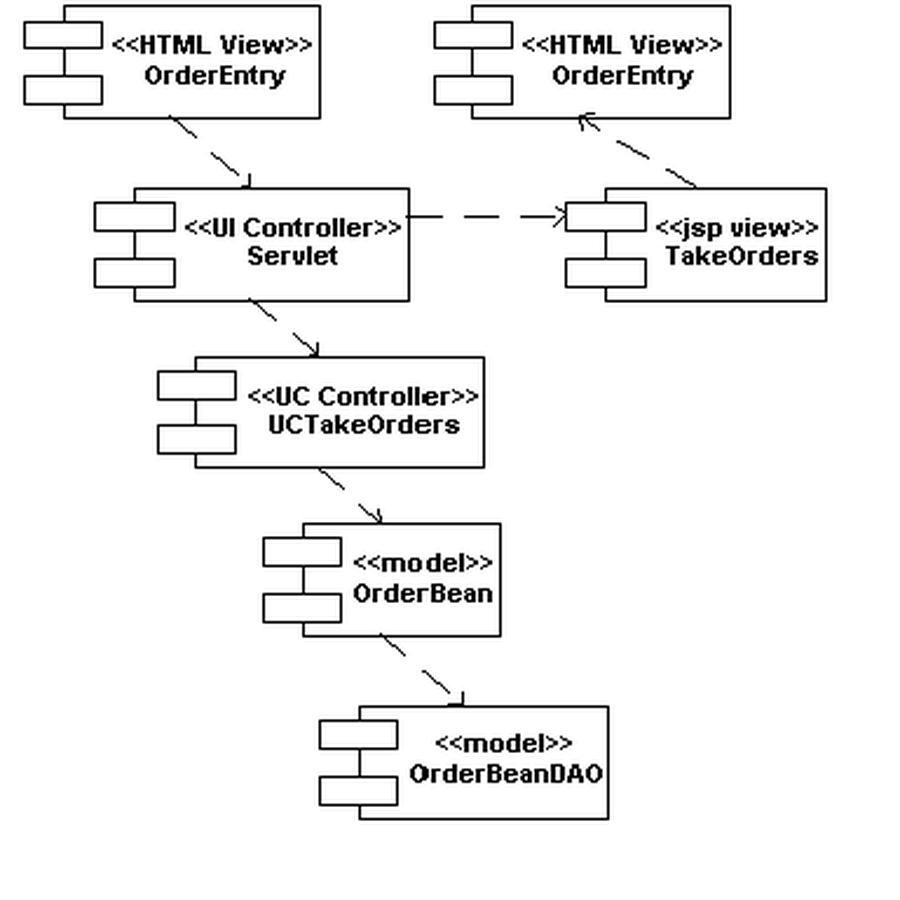 <<HTML View>>
OrderEntry
<<HTML View>>
OrderEntry
<<UI Controller>>
Servlet
<<jsp view>>
TakeOrders
<<UC Controller>>
UCTakeOrders
<<model>>
OrderBean
<<model>>
OrderBeanDAO